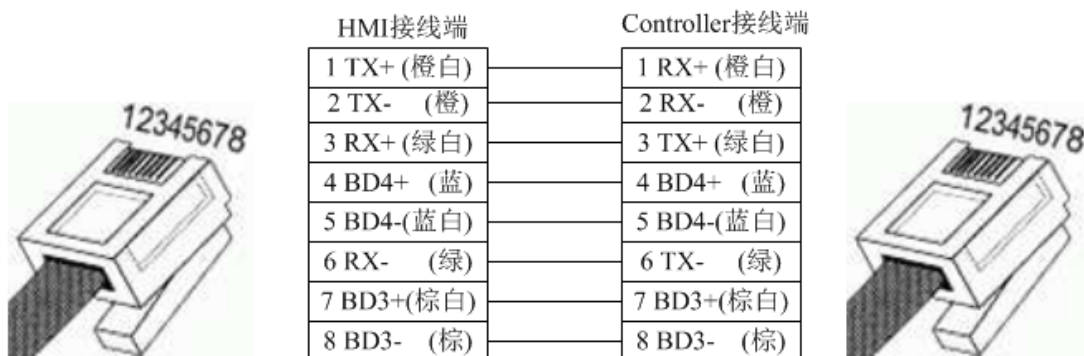 HMI接线端 Controller接线端
12345678 12345678
1 TX+ (橙白) 1 RX+ (橙白)
2 TX- (橙) 2 RX- (橙)
3 RX+ (绿白) 3 TX+ (绿白)
4 BD4+ (蓝) 4 BD4+ (蓝)
5 BD4-(蓝白) 5 BD4-(蓝白)
6 RX- (绿) 6 TX- (绿)
7 BD3+(棕白) 7 BD3+(棕白)
8 BD3- (棕) 8 BD3- (棕)